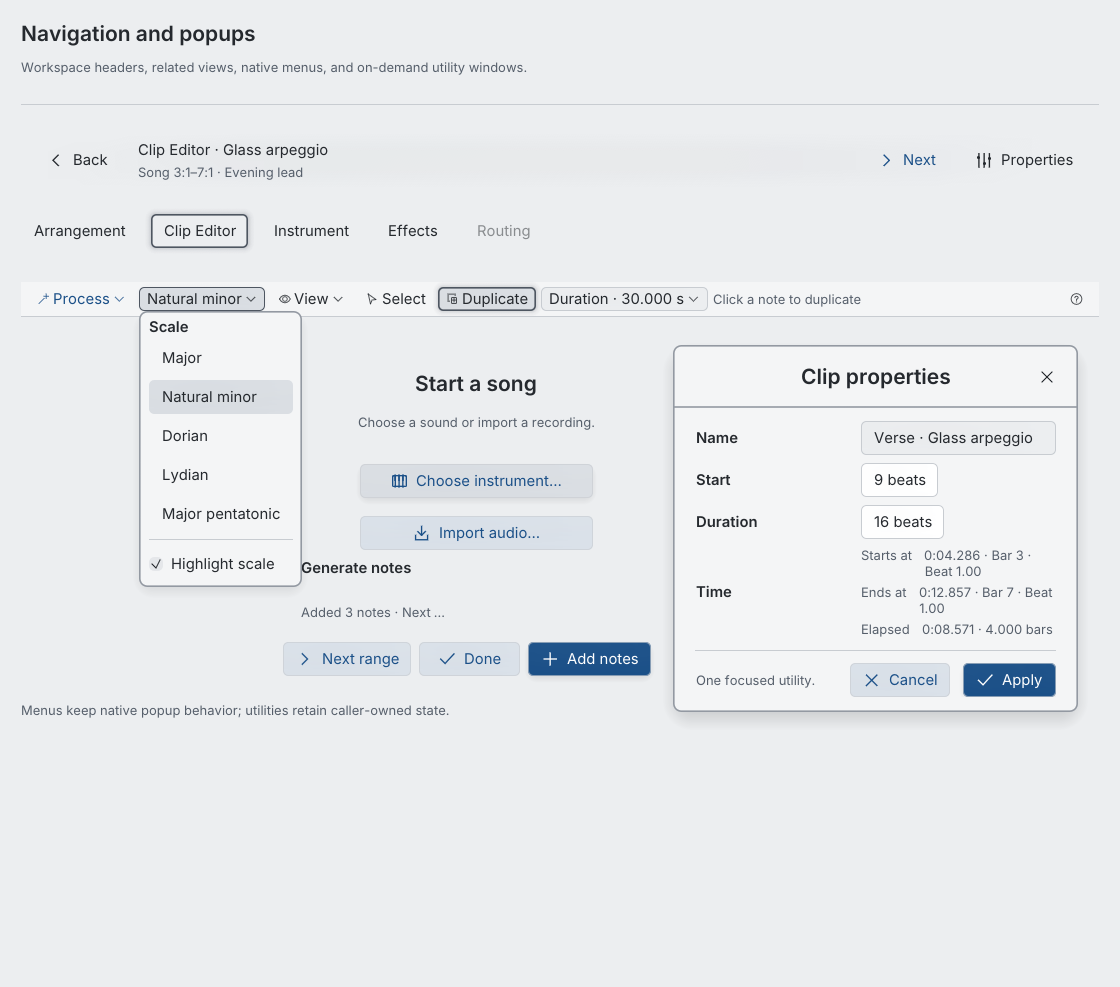 Navigation and popups
Workspace headers, related views, native menus, and on-demand utility windows.
Back
Clip Editor · Glass arpeggio
Song 3:1–7:1 · Evening lead
Next
Properties
Arrangement
Clip Editor
Instrument
Effects
Routing
Process
Natural minor
View
Select
Duplicate
Duration · 30.000 s
Click a note to duplicate
Scale
Major
Natural minor
Dorian
Lydian
Major pentatonic
Highlight scale
Start a song
Choose a sound or import a recording.
Choose instrument...
Import audio...
Generate notes
Added 3 notes · Next ...
Next range
Done
Add notes
Clip properties
Name
Verse · Glass arpeggio
Start
9 beats
Duration
16 beats
Time
Starts at 0:04.286 · Bar 3 ·
Beat 1.00
Ends at 0:12.857 · Bar 7 · Beat
1.00
Elapsed 0:08.571 · 4.000 bars
One focused utility.
Cancel
Apply
Menus keep native popup behavior; utilities retain caller-owned state.